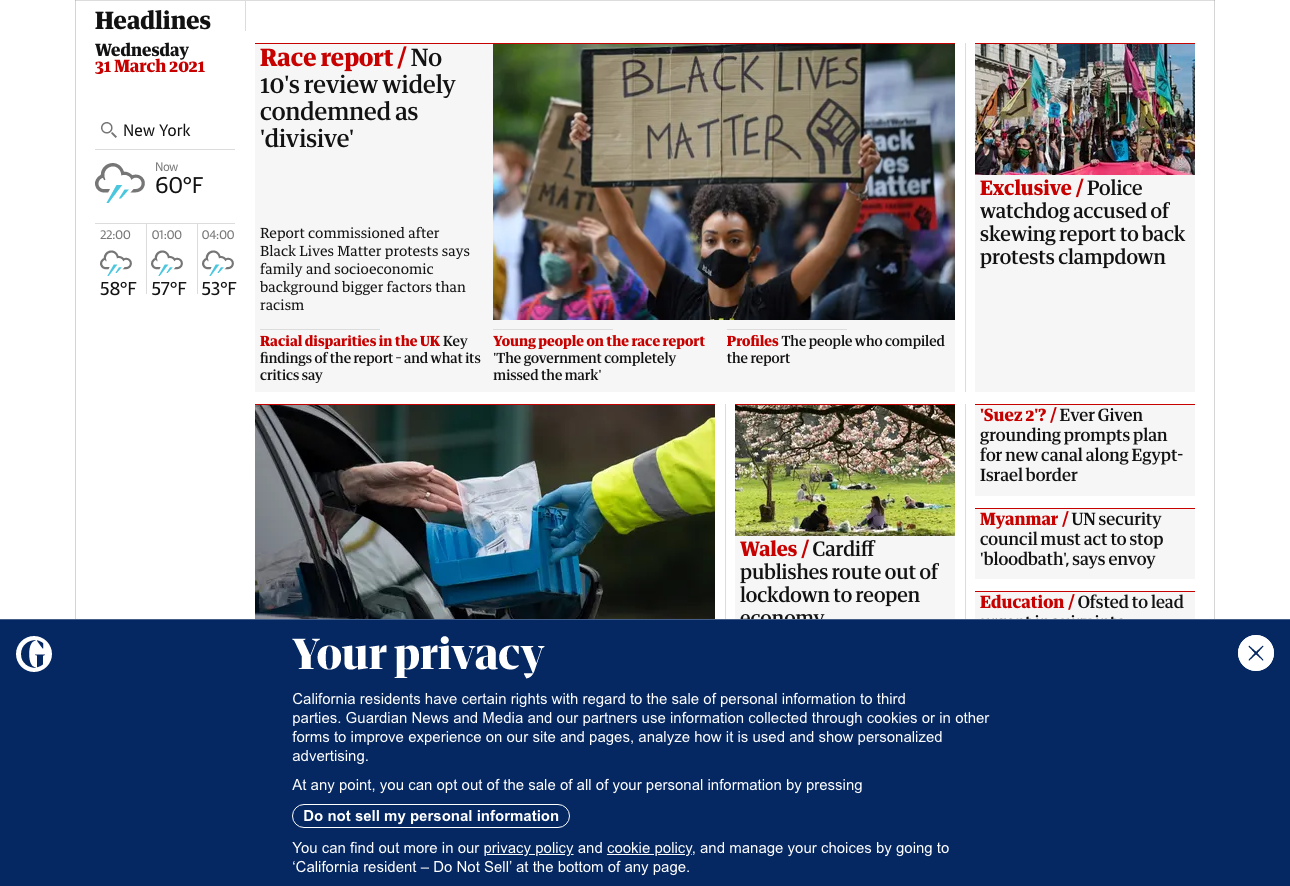 Headlines
Wednesday
31 March 2021
New York
Now
60°F
22:00
01:00
04:00
58°F
57°F
53°F
Race report / No
10's review widely
condemned as
'divisive'
Report commissioned after
Black Lives Matter protests says
family and socioeconomic
background bigger factors than
racism
BLACK LIVES
MATTER
Racial disparities in the UK Key
findings of the report – and what its
critics say
Young people on the race report
'The government completely
missed the mark'
Profiles The people who compiled
the report
Exclusive / Police
watchdog accused of
skewing report to back
protests clampdown
Wales / Cardiff
publishes route out of
lockdown to reopen
economy
'Suez 2'? / Ever Given
grounding prompts plan
for new canal along Egypt-
Israel border
Myanmar / UN security
council must act to stop
'bloodbath', says envoy
Education / Ofsted to lead
Your privacy
California residents have certain rights with regard to the sale of personal information to third
parties. Guardian News and Media and our partners use information collected through cookies or in other
forms to improve experience on our site and pages, analyze how it is used and show personalized
advertising.
At any point, you can opt out of the sale of all of your personal information by pressing
Do not sell my personal information
You can find out more in our privacy policy and cookie policy, and manage your choices by going to
‘California resident – Do Not Sell’ at the bottom of any page.